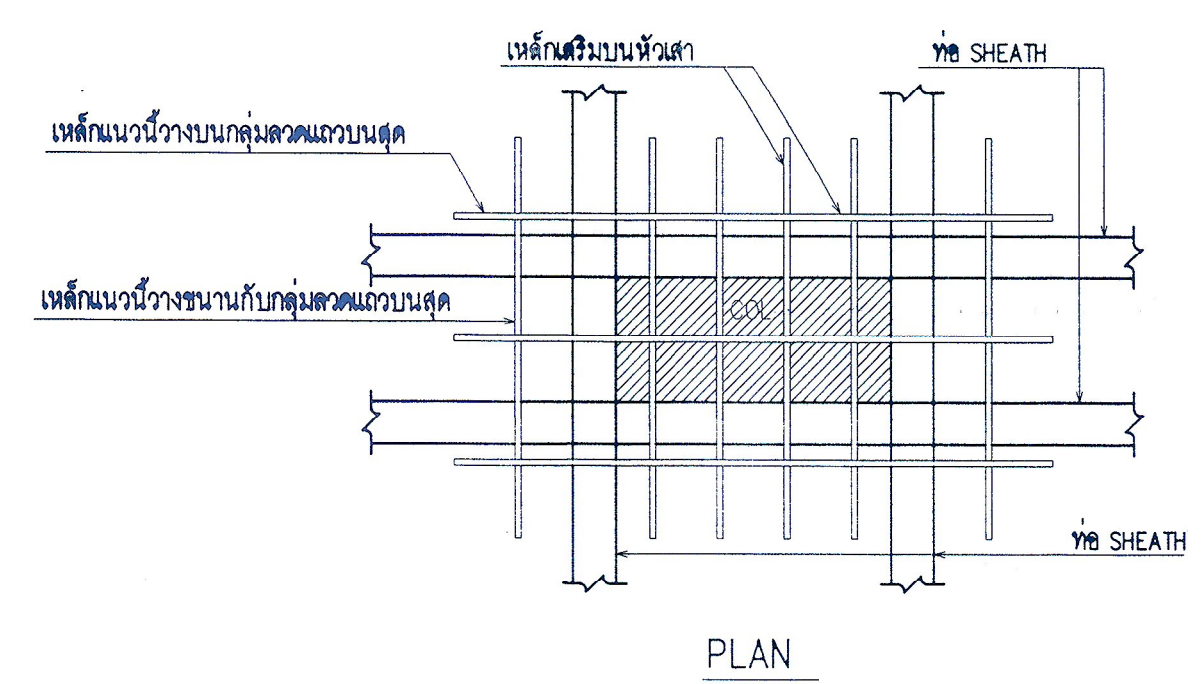 เหล็กเสริมบนหัวเสา
ท่อ SHEATH
เหล็กแนวนี้วางบนกลุ่มลวดแถวบนสุด
เหล็กแนวนี้วางขนานกับกลุ่มลวดแถวบนสุด
COL
ท่อ SHEATH
PLAN